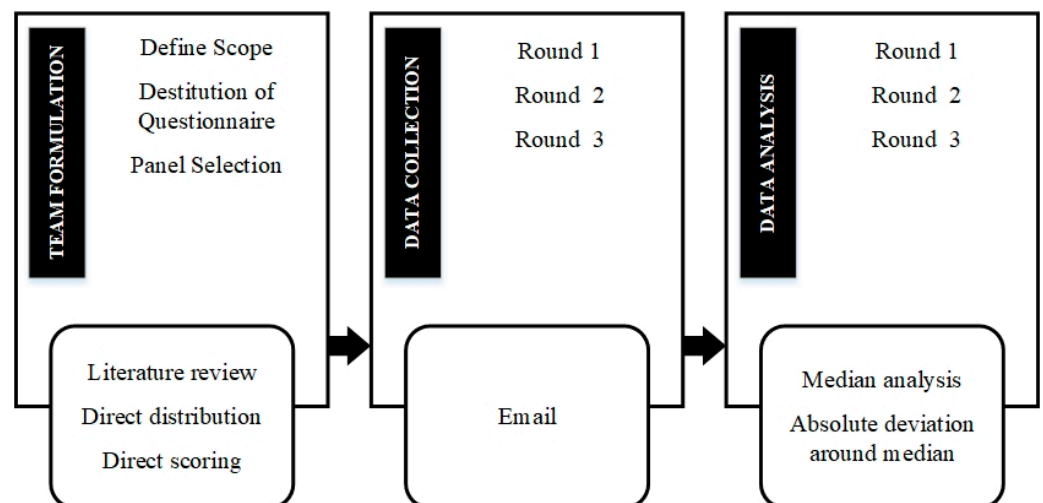 TEAM FORMULATION
Define Scope
Destitution of
Questionnaire
Panel Selection
Literature review
Direct distribution
Direct scoring
DATA COLLECTION
Round 1
Round 2
Round 3
Email
DATA ANALYSIS
Round 1
Round 2
Round 3
Median analysis
Absolute deviation
around median